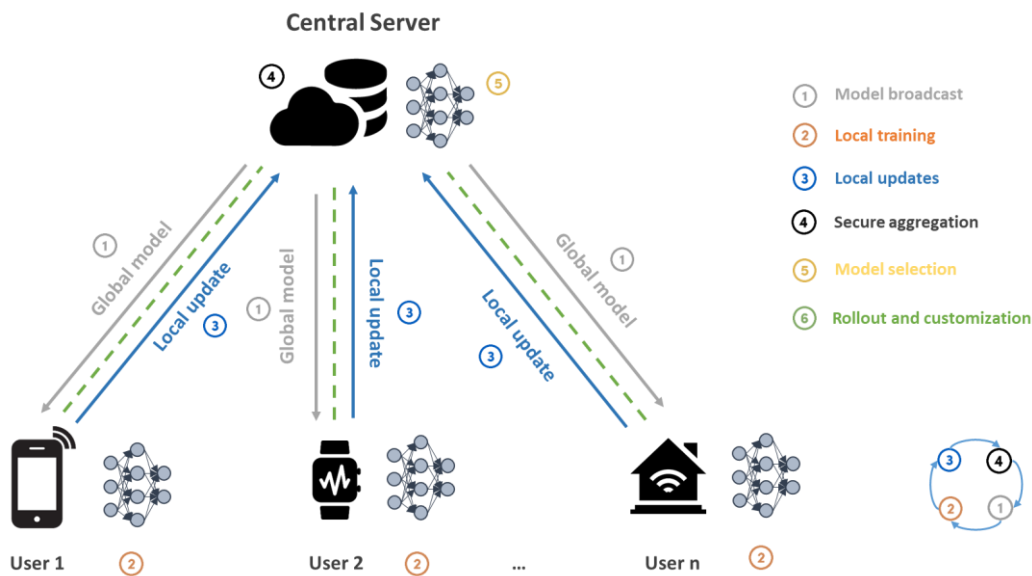 Central Server
4
5
1 Model broadcast
2 Local training
3 Local updates
4 Secure aggregation
5 Model selection
6 Rollout and customization
1
Global model
Local update
3
1
Global model
Local update
3
Global model
1
Local update
3
User 1
2
User 2
2
...
User n
2
3
4
2
1